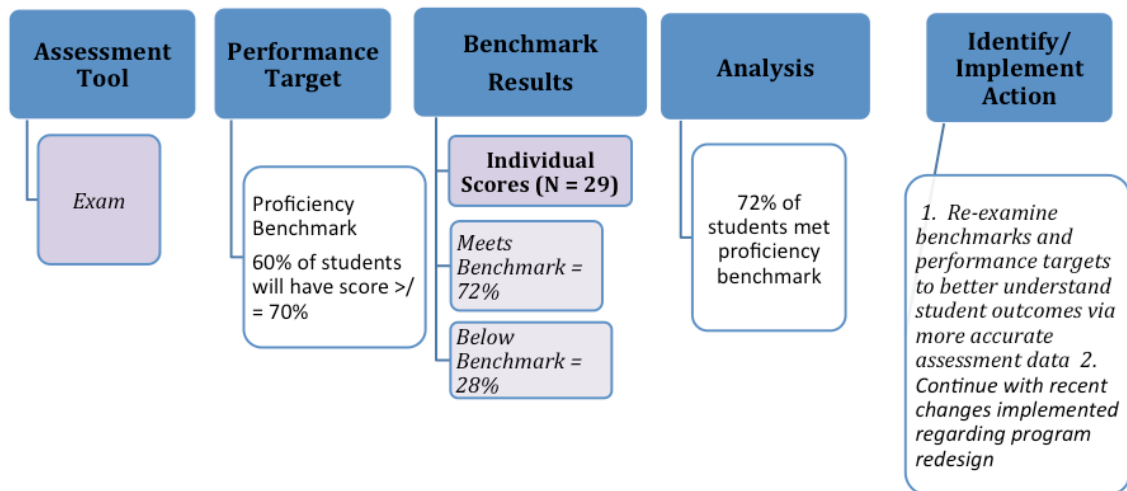 Assessment
Tool
Exam
Performance
Target
Proficiency
Benchmark
60% of students
will have score >/
= 70%
Benchmark
Results
Individual
Scores (N = 29)
Meets
Benchmark =
72%
Below
Benchmark =
28%
Analysis
72% of
students met
proficiency
benchmark
Identify/
Implement
Action
1. Re-examine
benchmarks and
performance targets
to better understand
student outcomes via
more accurate
assessment data 2.
Continue with recent
changes implemented
regarding program
redesign